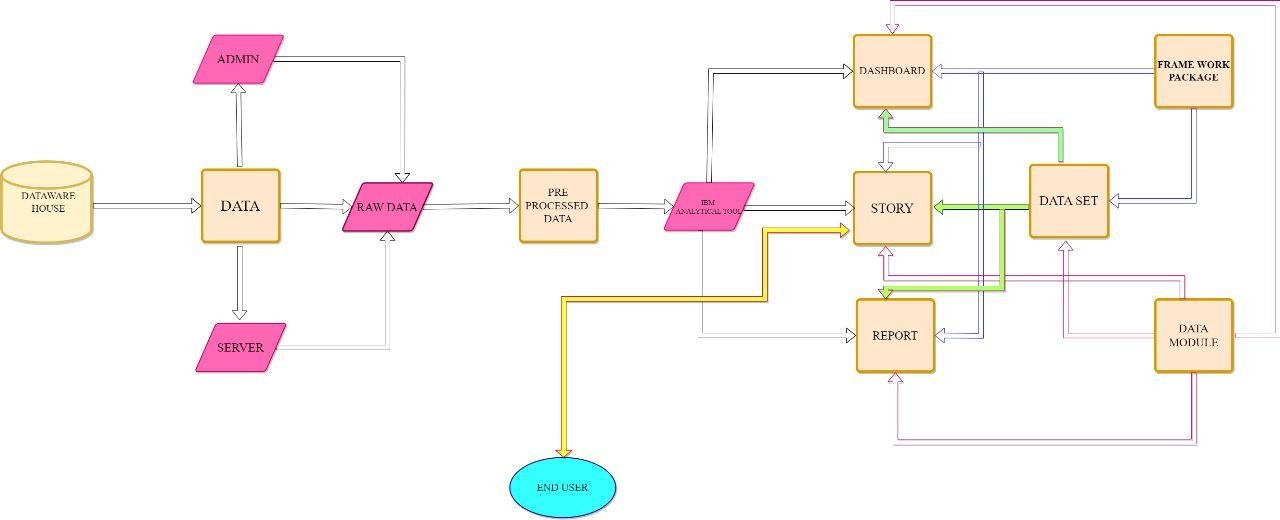 DATAWARE
HOUSE
ADMIN
DATA
SERVER
RAW DATA
PRE
PROCESSED
DATA
IBM
ANALYTICAL TOOL
DASHBOARD
STORY
REPORT
FRAME WORK
PACKAGE
DATA SET
DATA
MODULE
END USER